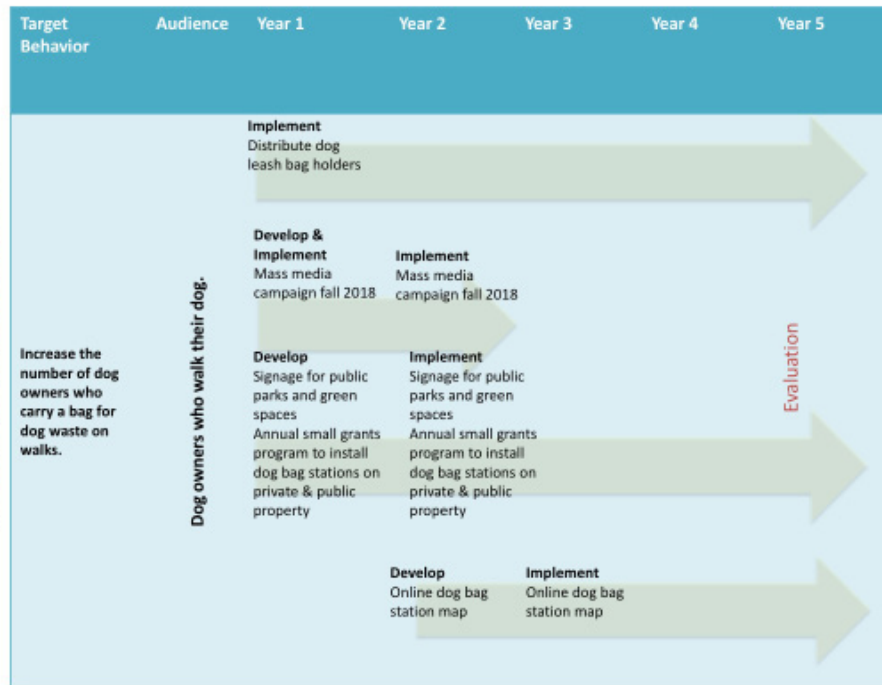 Target
Behavior
Audience
Year 1
Year 2
Year 3
Year 4
Year 5
Increase the
number of dog
owners who
carry a bag for
dog waste on
walks.
Dog owners who walk their dog.
Implement
Distribute dog
leash bag holders
Develop &
Implement
Mass media
campaign fall 2018
Implement
Mass media
campaign fall 2018
Develop
Signage for public
parks and green
spaces
Annual small grants
program to install
dog bag stations on
private & public
property
Implement
Signage for public
parks and green
spaces
Annual small grants
program to install
dog bag stations on
private & public
property
Develop
Online dog bag
station map
Implement
Online dog bag
station map
Evaluation